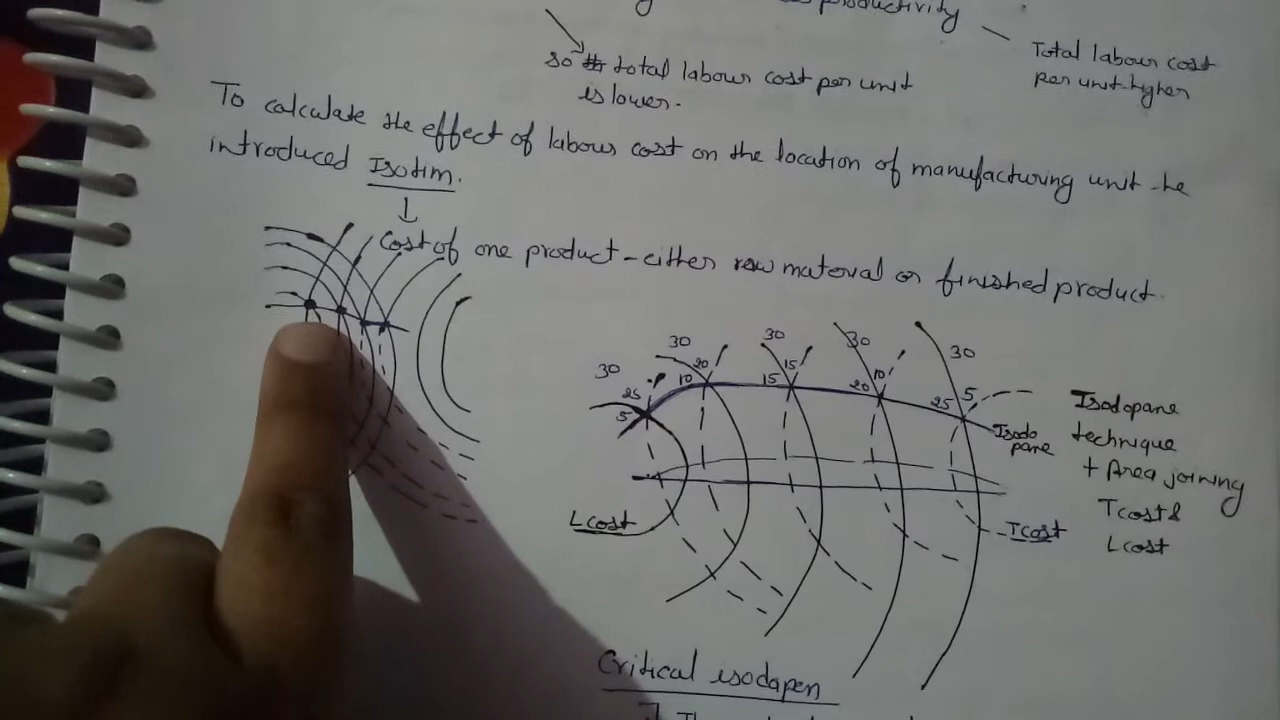 productivity
Total labour cost
per unit higher
so total labour cost per unit
is lower.
To calculate the effect of labour cost on the location of manufacturing unit he
introduced Isotim.
Cost of one product - either raw material or finished product.
30 30 30 30 30
25 20 15 10 5
5 10 15 20 25
Isodo
pane
Isodopane
technique
+ Area joining
Tcost &
Lcost
Lcost
Tcost
Critical isodapen